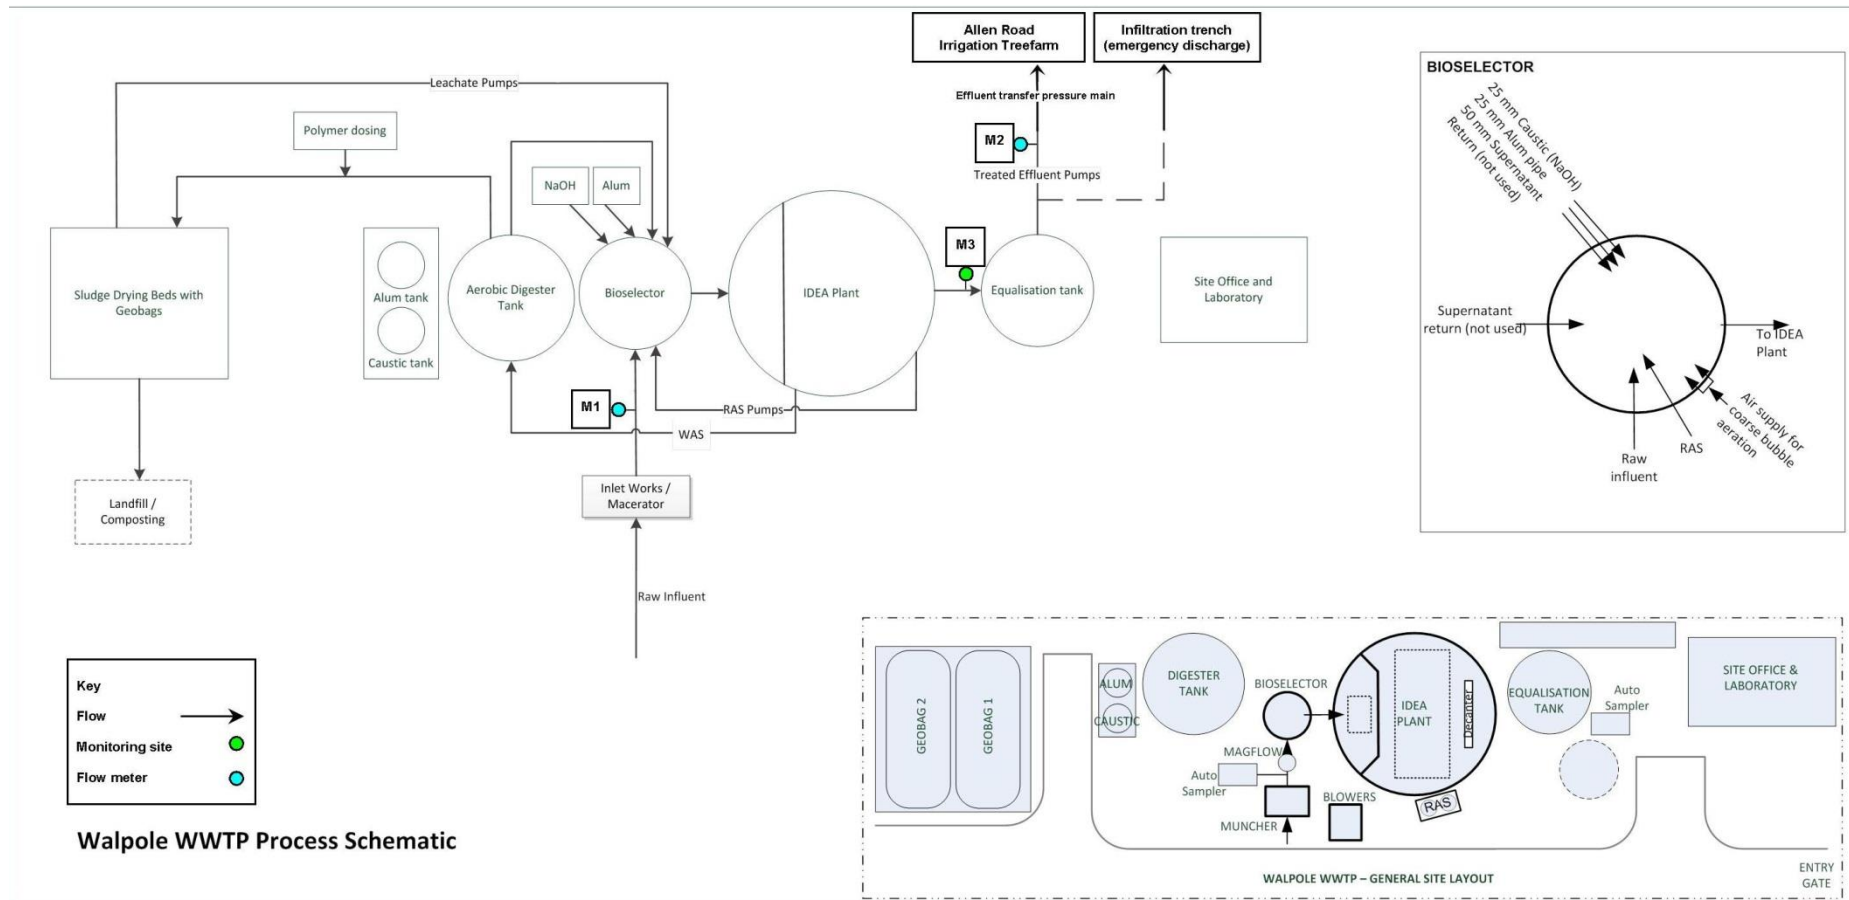 Allen Road
Irrigation Treefarm
Infiltration trench
(emergency discharge)
Leachate Pumps
Effluent transfer pressure main
Polymer dosing
M2
NaOH
Alum
Treated Effluent Pumps
M3
Sludge Drying Beds with
Geobags
Alum tank
Caustic tank
Aerobic Digester
Tank
Bioselector
IDEA Plant
Equalisation tank
Site Office and
Laboratory
M1
RAS Pumps
WAS
Landfill /
Composting
Inlet Works /
Macerator
Raw Influent
BIOSELECTOR
25 mm Caustic (NaOH)
25 mm Alum pipe
50 mm Supernatant
Return (not used)
Supernatant
return (not used)
To IDEA
Plant
Raw
influent
RAS
Air supply for
coarse bubble
aeration
Key
Flow
Monitoring site
Flow meter
Walpole WWTP Process Schematic
GEOBAG 2
GEOBAG 1
ALUM
CAUSTIC
DIGESTER
TANK
BIOSELECTOR
MAGFLOW
Auto
Sampler
MUNCHER
BLOWERS
IDEA
PLANT
Decanter
RAS
EQUALISATION
TANK
Auto
Sampler
SITE OFFICE &
LABORATORY
WALPOLE WWTP – GENERAL SITE LAYOUT
ENTRY
GATE